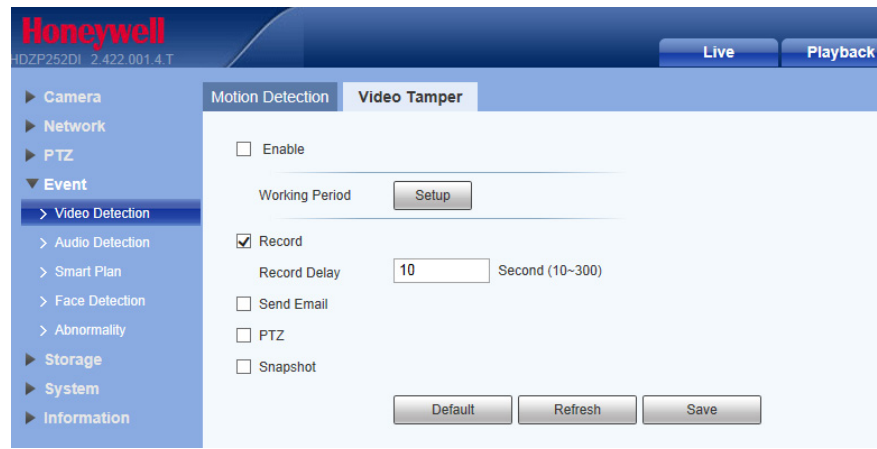 Honeywell
HDZP252DI 2.422.001.4.T
Live
Playback
Camera
Network
PTZ
Event
Video Detection
Audio Detection
Smart Plan
Face Detection
Abnormality
Storage
System
Information
Motion Detection
Video Tamper
Enable
Working Period
Setup
Record
Record Delay
10
Second (10~300)
Send Email
PTZ
Snapshot
Default
Refresh
Save